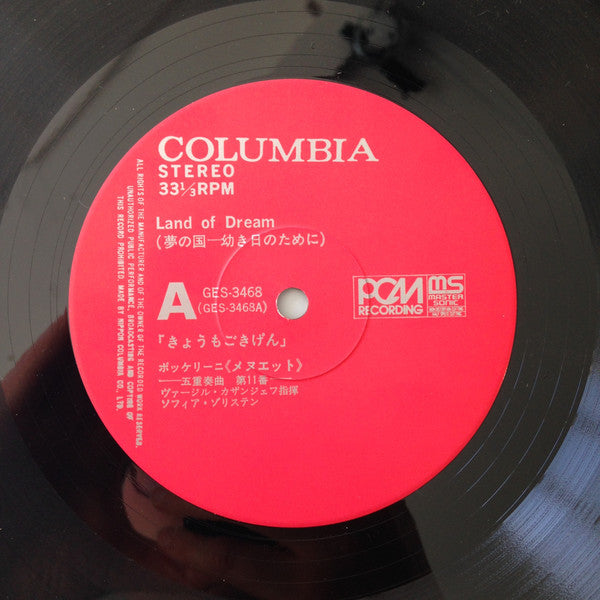 COLUMBIA
STEREO
33⅓RPM
Land of Dream
(夢の国—幼き日のために)
A
GES-3468
(GES-3468A)
PCM
RECORDING
MS
MASTER
SONIC
「きょうもごきげん」
ボッケリーニ《メヌエット》
——五重奏曲 第11番
ヴァージル・カザンジェフ指揮
ソフィア・ゾリステン
ALL RIGHTS OF THE MANUFACTURER AND OF THE OWNER OF THE RECORDED WORK RESERVED.
UNAUTHORIZED PUBLIC PERFORMANCE, BROADCASTING AND COPYING OF
THIS RECORD PROHIBITED. MADE BY NIPPON COLUMBIA CO., LTD.